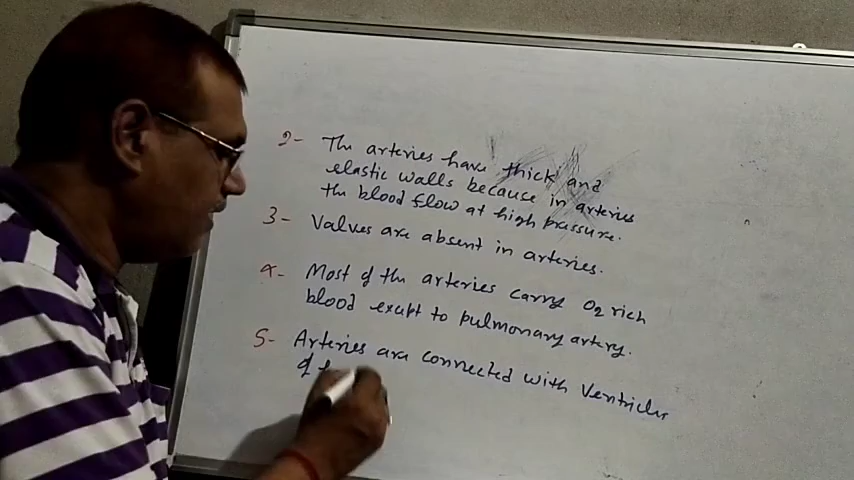 2- The arteries have thick and
elastic walls because in arteries
the blood flow at high pressure.
3- Valves are absent in arteries.
4- Most of the arteries carry O2 rich
blood exept to pulmonary artery.
5- Arteries are connected with Ventricles
of